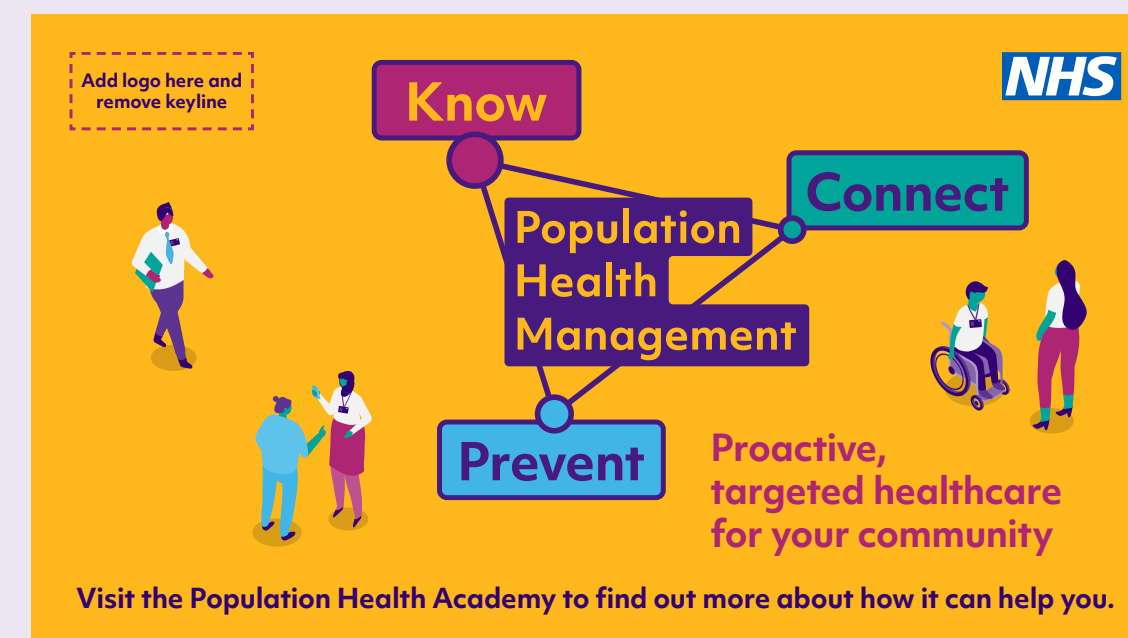 Add logo here and
remove keyline
Know
NHS
Connect
Population
Health
Management
Prevent
Proactive,
targeted healthcare
for your community
Visit the Population Health Academy to find out more about how it can help you.